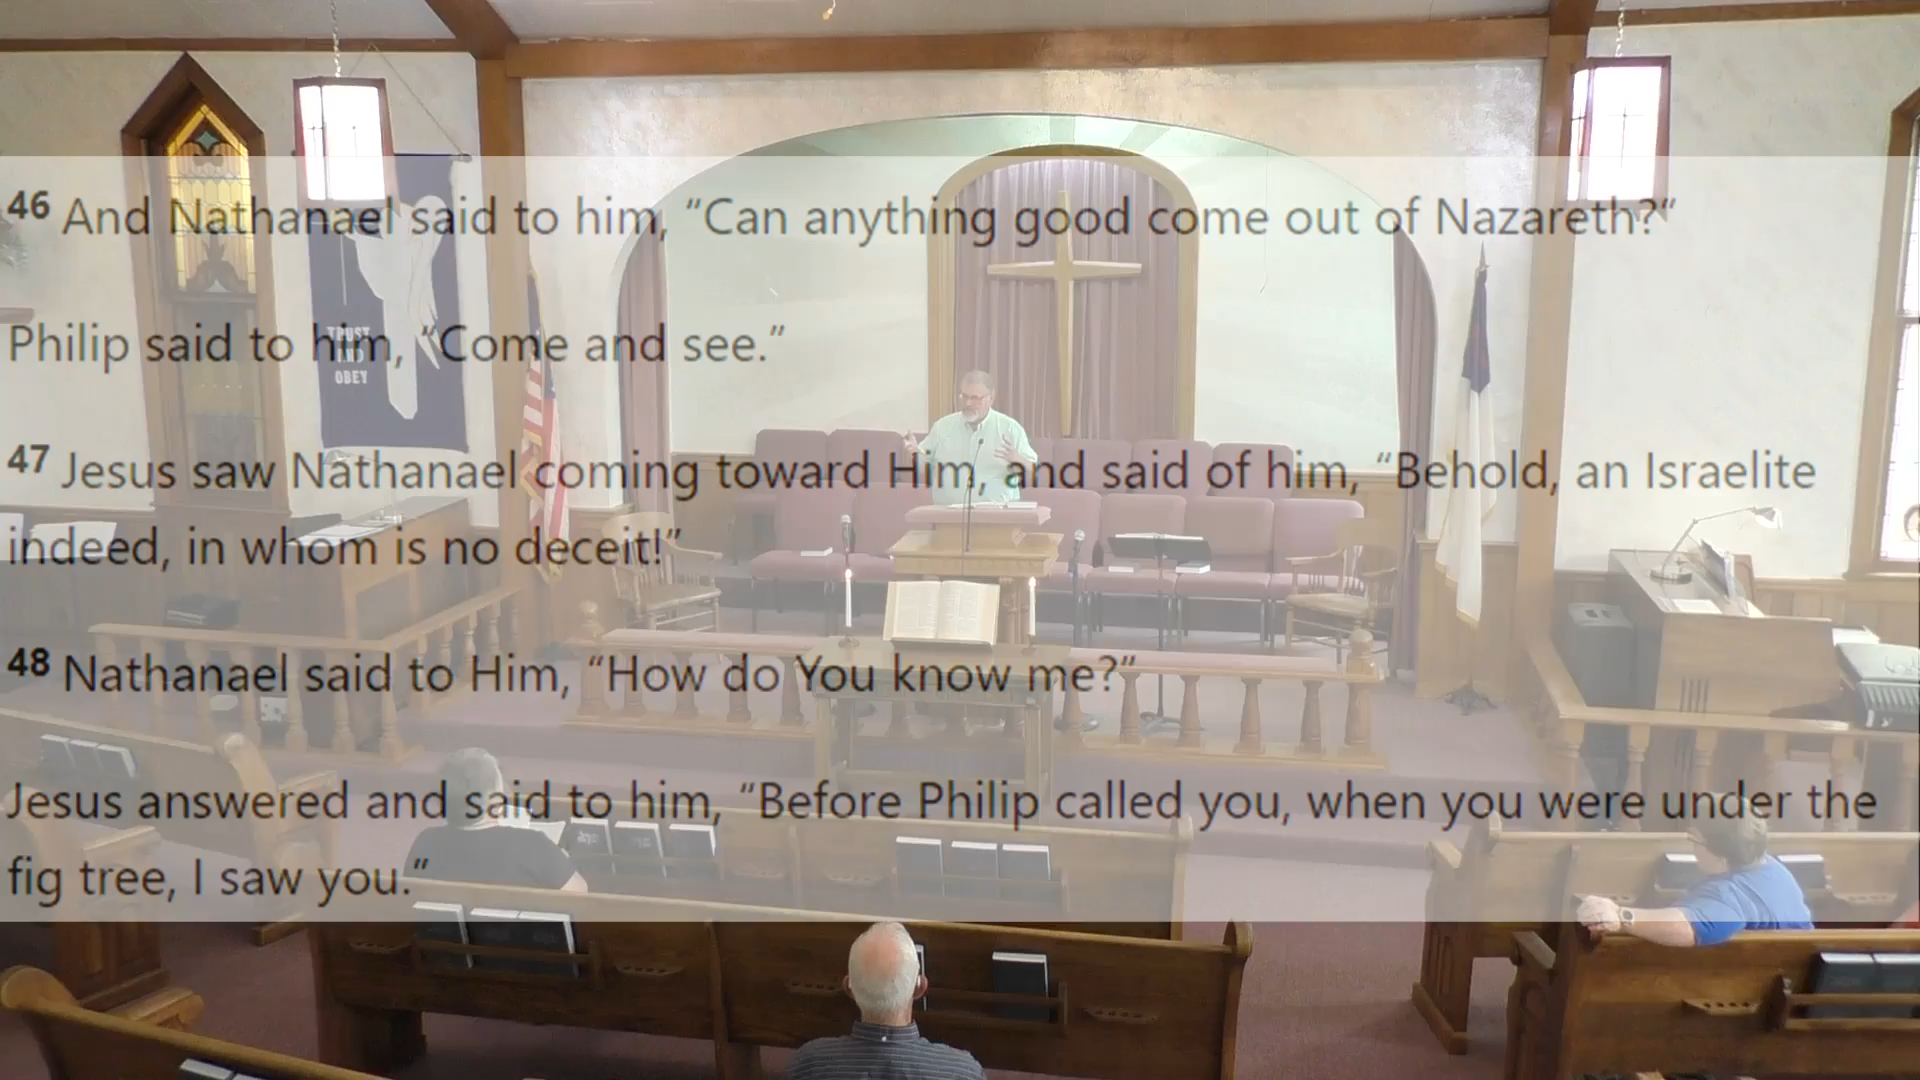 46 And Nathanael said to him, “Can anything good come out of Nazareth?”
Philip said to him, “Come and see.”
TRUST
AND
OBEY
47 Jesus saw Nathanael coming toward Him, and said of him, “Behold, an Israelite
indeed, in whom is no deceit!”
48 Nathanael said to Him, “How do You know me?”
Jesus answered and said to him, “Before Philip called you, when you were under the
fig tree, I saw you.”